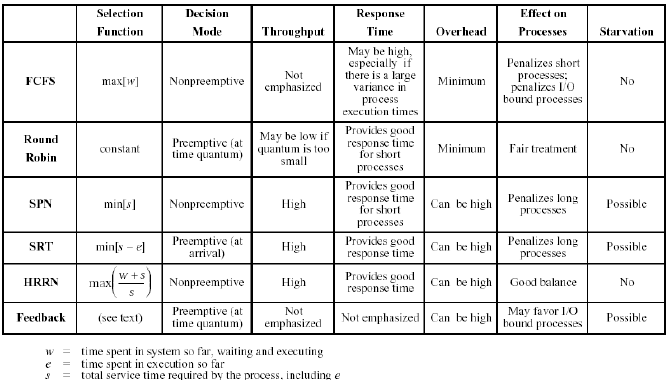 Selection Function
Decision Mode
Throughput
Response Time
Overhead
Effect on Processes
Starvation
FCFS
max[w]
Nonpreemptive
Not emphasized
May be high, especially if there is a large variance in process execution times
Minimum
Penalizes short processes; penalizes I/O bound processes
No
Round Robin
constant
Preemptive (at time quantum)
May be low if quantum is too small
Provides good response time for short processes
Minimum
Fair treatment
No
SPN
min[s]
Nonpreemptive
High
Provides good response time for short processes
Can be high
Penalizes long processes
Possible
SRT
min[s – e]
Preemptive (at arrival)
High
Provides good response time
Can be high
Penalizes long processes
Possible
HRRN
max((w + s)/s)
Nonpreemptive
High
Provides good response time
Can be high
Good balance
No
Feedback
(see text)
Preemptive (at time quantum)
Not emphasized
Not emphasized
Can be high
May favor I/O bound processes
Possible
w = time spent in system so far, waiting and executing
e = time spent in execution so far
s = total service time required by the process, including e